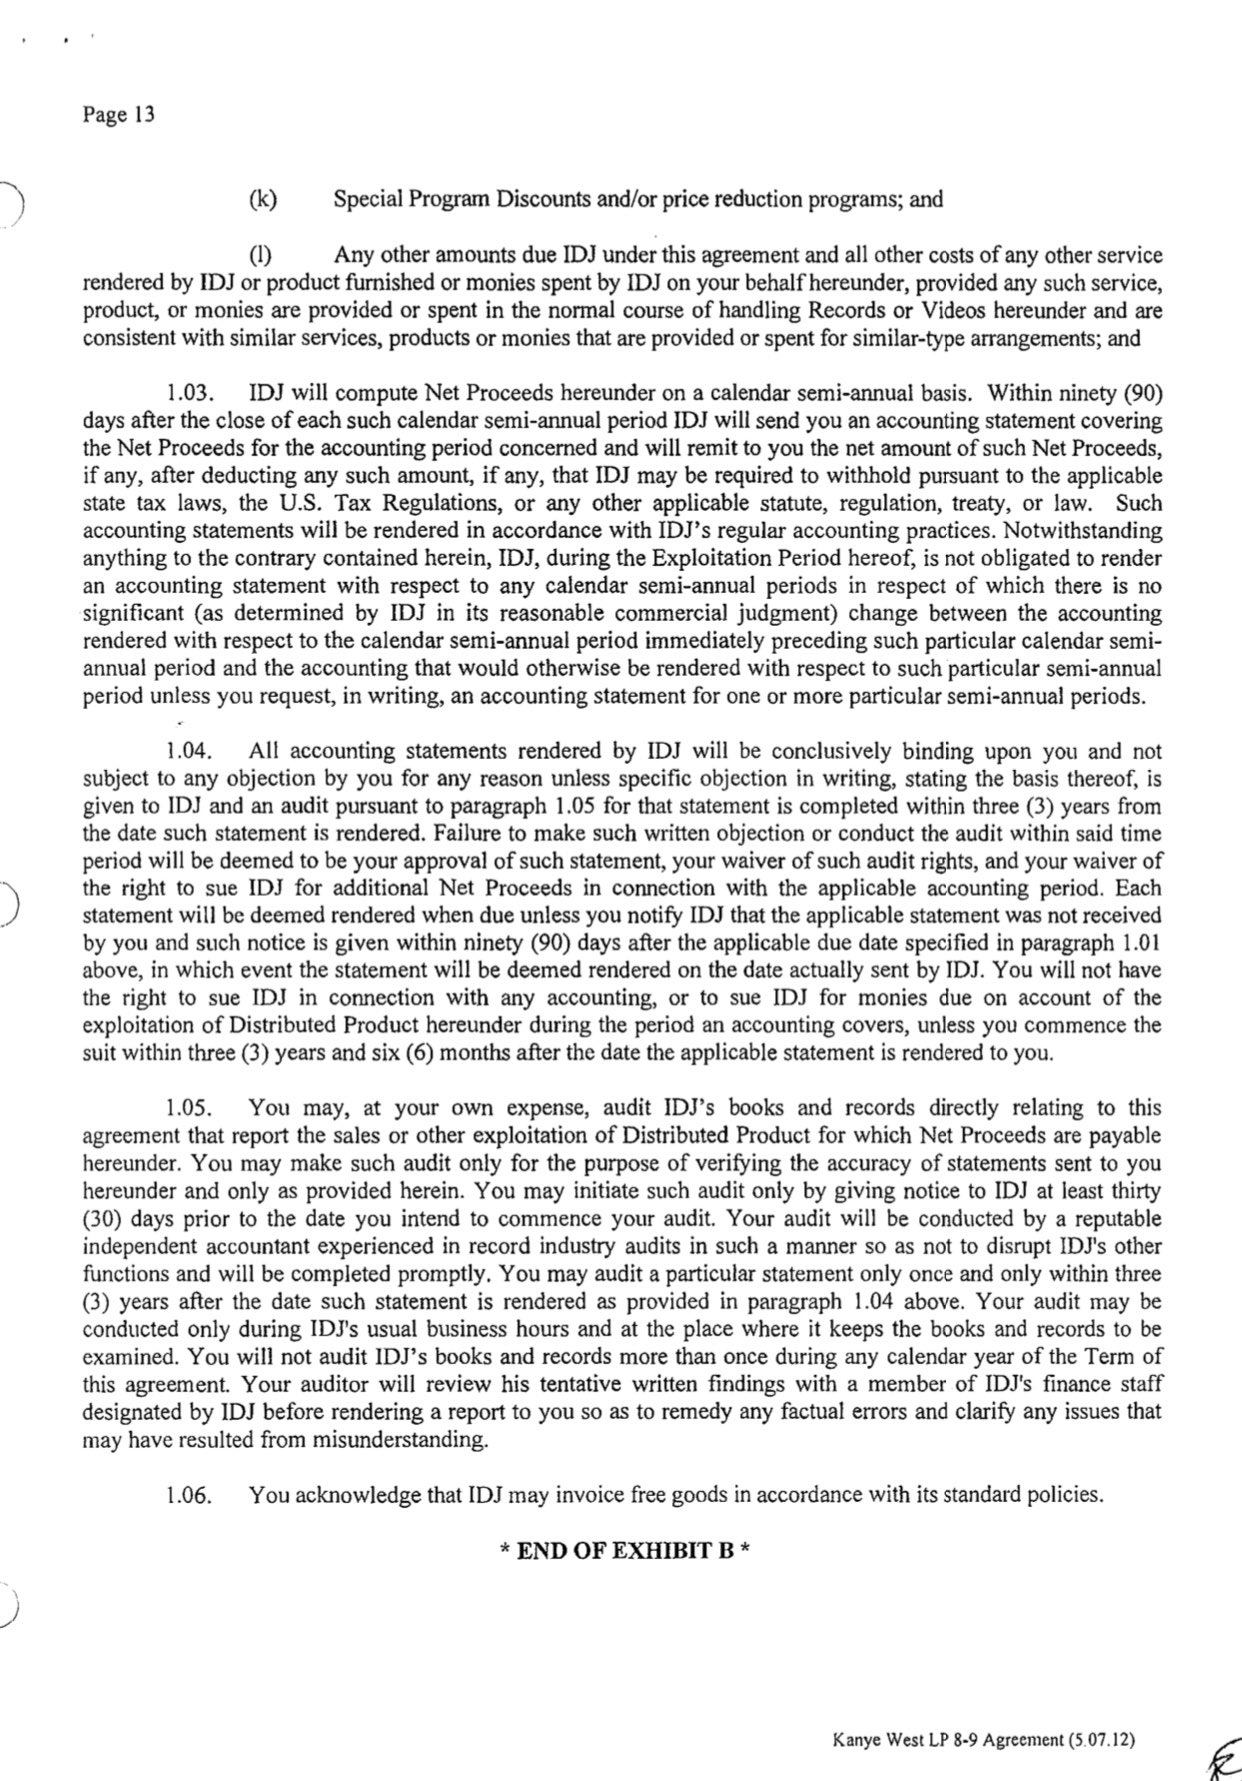 Page 13
(k) Special Program Discounts and/or price reduction programs; and
(l) Any other amounts due IDJ under this agreement and all other costs of any other service
rendered by IDJ or product furnished or monies spent by IDJ on your behalf hereunder, provided any such service,
product, or monies are provided or spent in the normal course of handling Records or Videos hereunder and are
consistent with similar services, products or monies that are provided or spent for similar-type arrangements; and
1.03. IDJ will compute Net Proceeds hereunder on a calendar semi-annual basis. Within ninety (90)
days after the close of each such calendar semi-annual period IDJ will send you an accounting statement covering
the Net Proceeds for the accounting period concerned and will remit to you the net amount of such Net Proceeds,
if any, after deducting any such amount, if any, that IDJ may be required to withhold pursuant to the applicable
state tax laws, the U.S. Tax Regulations, or any other applicable statute, regulation, treaty, or law. Such
accounting statements will be rendered in accordance with IDJ's regular accounting practices. Notwithstanding
anything to the contrary contained herein, IDJ, during the Exploitation Period hereof, is not obligated to render
an accounting statement with respect to any calendar semi-annual periods in respect of which there is no
significant (as determined by IDJ in its reasonable commercial judgment) change between the accounting
rendered with respect to the calendar semi-annual period immediately preceding such particular calendar semi-
annual period and the accounting that would otherwise be rendered with respect to such particular semi-annual
period unless you request, in writing, an accounting statement for one or more particular semi-annual periods.
1.04. All accounting statements rendered by IDJ will be conclusively binding upon you and not
subject to any objection by you for any reason unless specific objection in writing, stating the basis thereof, is
given to IDJ and an audit pursuant to paragraph 1.05 for that statement is completed within three (3) years from
the date such statement is rendered. Failure to make such written objection or conduct the audit within said time
period will be deemed to be your approval of such statement, your waiver of such audit rights, and your waiver of
the right to sue IDJ for additional Net Proceeds in connection with the applicable accounting period. Each
statement will be deemed rendered when due unless you notify IDJ that the applicable statement was not received
by you and such notice is given within ninety (90) days after the applicable due date specified in paragraph 1.01
above, in which event the statement will be deemed rendered on the date actually sent by IDJ. You will not have
the right to sue IDJ in connection with any accounting, or to sue IDJ for monies due on account of the
exploitation of Distributed Product hereunder during the period an accounting covers, unless you commence the
suit within three (3) years and six (6) months after the date the applicable statement is rendered to you.
1.05. You may, at your own expense, audit IDJ's books and records directly relating to this
agreement that report the sales or other exploitation of Distributed Product for which Net Proceeds are payable
hereunder. You may make such audit only for the purpose of verifying the accuracy of statements sent to you
hereunder and only as provided herein. You may initiate such audit only by giving notice to IDJ at least thirty
(30) days prior to the date you intend to commence your audit. Your audit will be conducted by a reputable
independent accountant experienced in record industry audits in such a manner so as not to disrupt IDJ's other
functions and will be completed promptly. You may audit a particular statement only once and only within three
(3) years after the date such statement is rendered as provided in paragraph 1.04 above. Your audit may be
conducted only during IDJ's usual business hours and at the place where it keeps the books and records to be
examined. You will not audit IDJ's books and records more than once during any calendar year of the Term of
this agreement. Your auditor will review his tentative written findings with a member of IDJ's finance staff
designated by IDJ before rendering a report to you so as to remedy any factual errors and clarify any issues that
may have resulted from misunderstanding.
1.06. You acknowledge that IDJ may invoice free goods in accordance with its standard policies.
* END OF EXHIBIT B *
Kanye West LP 8-9 Agreement (5.07.12)